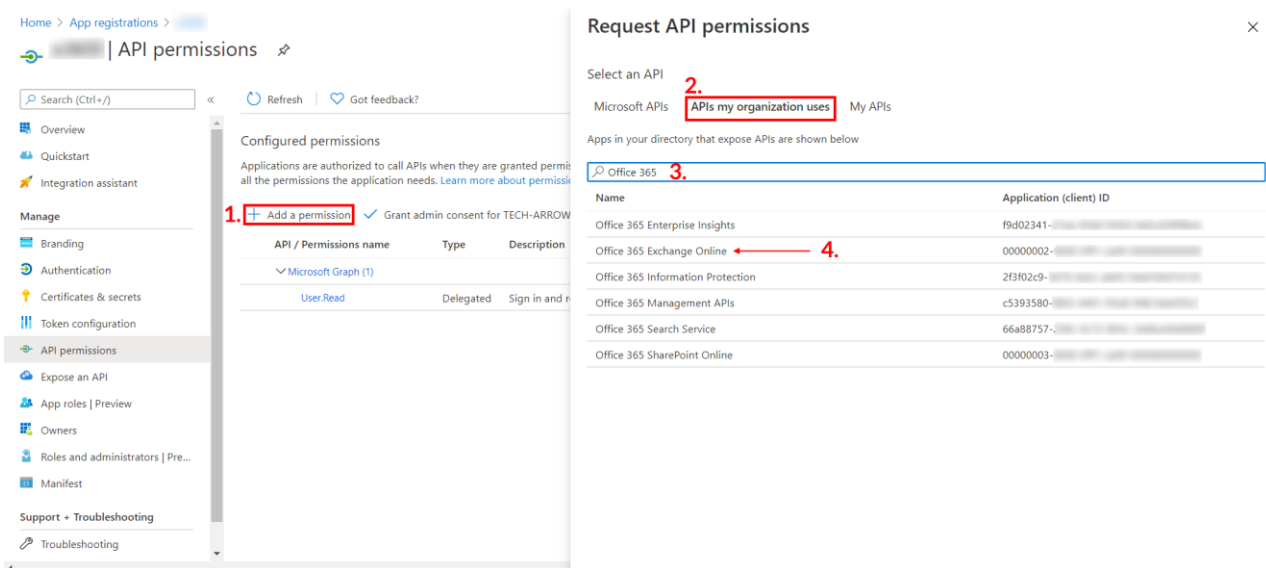 Home > App registrations >
| API permissions
Search (Ctrl+/)
«
Overview
Quickstart
Integration assistant
Manage
Branding
Authentication
Certificates & secrets
Token configuration
API permissions
Expose an API
App roles | Preview
Owners
Roles and administrators | Pre...
Manifest
Support + Troubleshooting
Troubleshooting
Refresh
Got feedback?
Configured permissions
Applications are authorized to call APIs when they are granted permis
all the permissions the application needs. Learn more about permissio
1. + Add a permission Grant admin consent for TECH-ARROW
API / Permissions name Type Description
Microsoft Graph (1)
User.Read Delegated Sign in and r
Request API permissions
Select an API
2.
Microsoft APIs APIs my organization uses My APIs
Apps in your directory that expose APIs are shown below
Office 365 3.
Name Application (client) ID
Office 365 Enterprise Insights f9d02341-
Office 365 Exchange Online 4. 00000002-
Office 365 Information Protection 2f3f02c9-
Office 365 Management APIs c5393580-
Office 365 Search Service 66a88757-
Office 365 SharePoint Online 00000003-